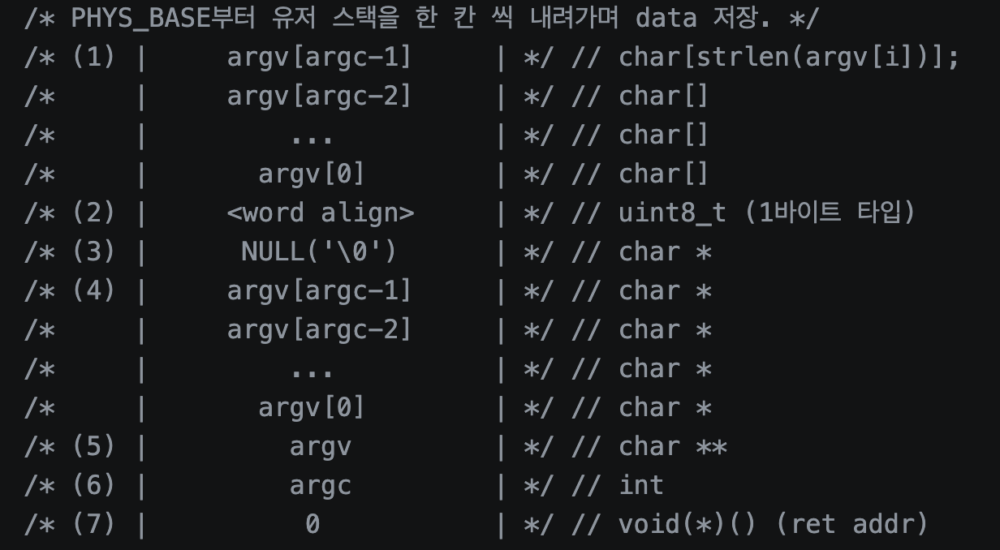 /* PHYS_BASE부터 유저 스택을 한 칸 씩 내려가며 data 저장. */
/* (1) |     argv[argc-1]     | */ // char[strlen(argv[i])];
/*     |     argv[argc-2]     | */ // char[]
/*     |         ...          | */ // char[]
/*     |       argv[0]        | */ // char[]
/* (2) |     <word align>     | */ // uint8_t (1바이트 타입)
/* (3) |      NULL('\0')      | */ // char *
/* (4) |     argv[argc-1]     | */ // char *
/*     |     argv[argc-2]     | */ // char *
/*     |         ...          | */ // char *
/*     |       argv[0]        | */ // char *
/* (5) |         argv         | */ // char **
/* (6) |         argc         | */ // int
/* (7) |          0           | */ // void(*)() (ret addr)